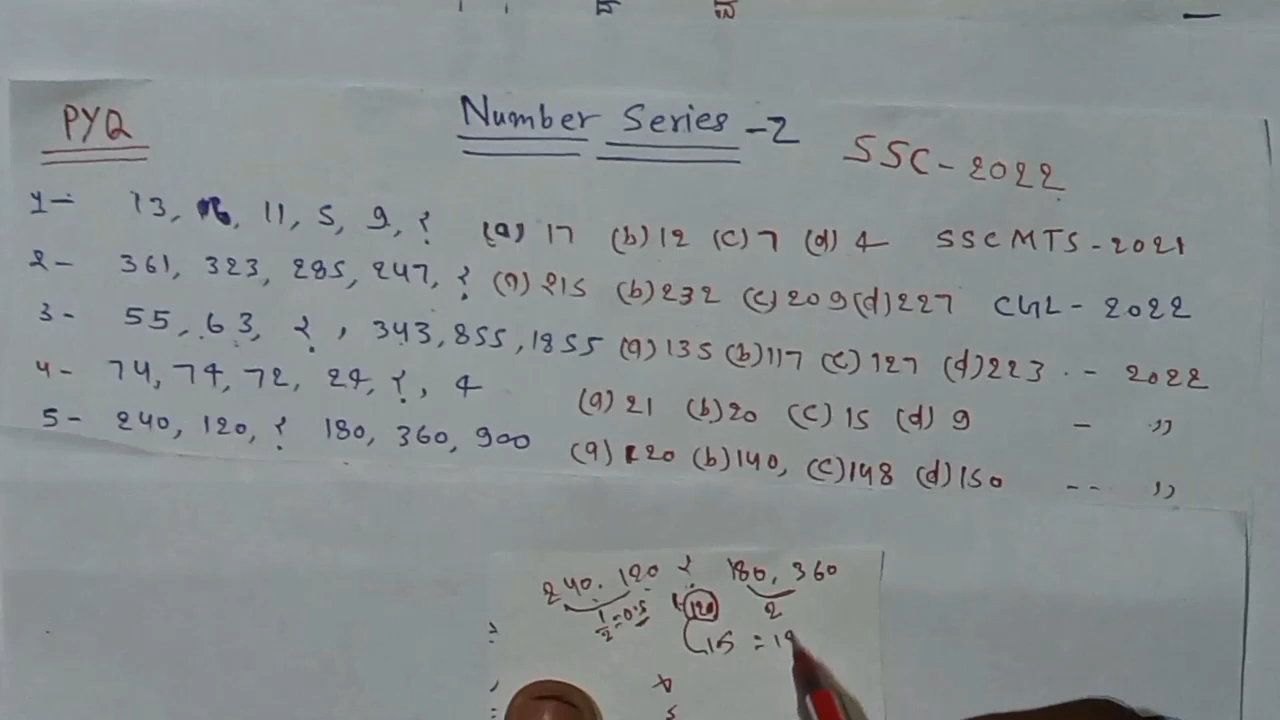 PYQ
Number Series -2
SSC-2022
1- 13, 16, 11, 5, 9, ? (a) 17 (b) 12 (c) 7 (d) 4 SSC MTS-2021
2- 361, 323, 285, 247, ? (a) 215 (b) 232 (c) 209 (d) 227 CGL-2022
3- 55, 63, ?, 343, 855, 1855 (a) 135 (b) 117 (c) 127 (d) 223 -- 2022
4- 74, 74, 72, 24, ?, 4 (a) 21 (b) 20 (c) 15 (d) 9 - ,,
5- 240, 120, ? 180, 360, 900 (a) 120 (b) 140, (c) 148 (d) 150 -- ,,
240. 120 ? 180, 360
1/2 = 0.5 120 2